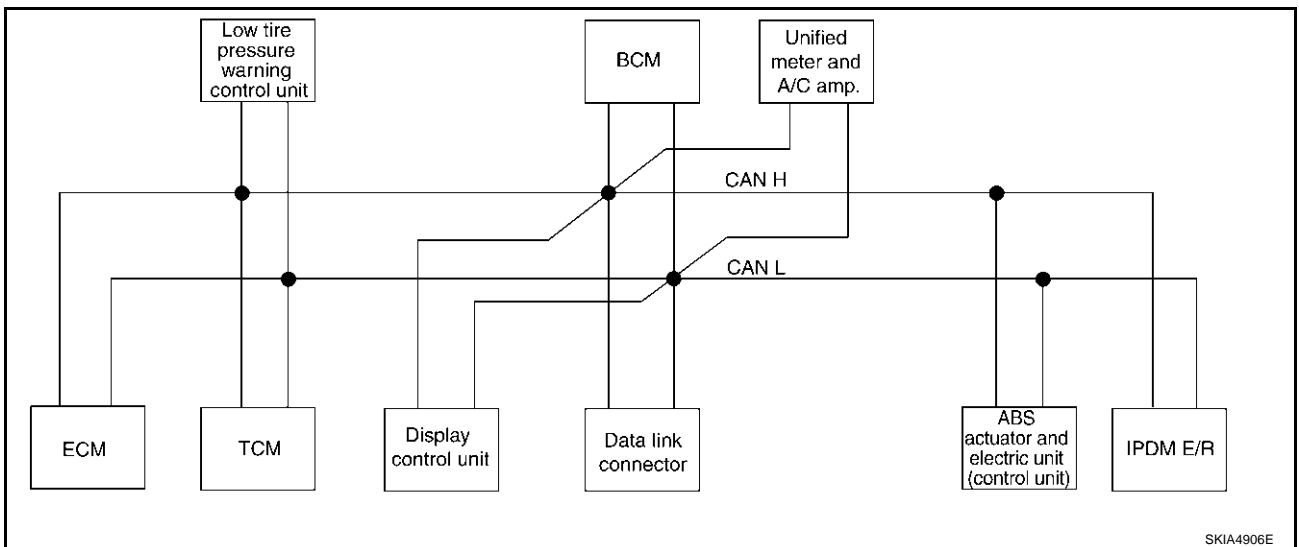 Low tire
pressure
warning
control unit
BCM
Unified
meter and
A/C amp.
CAN H
CAN L
ECM
TCM
Display
control unit
Data link
connector
ABS
actuator and
electric unit
(control unit)
IPDM E/R
SKIA4906E